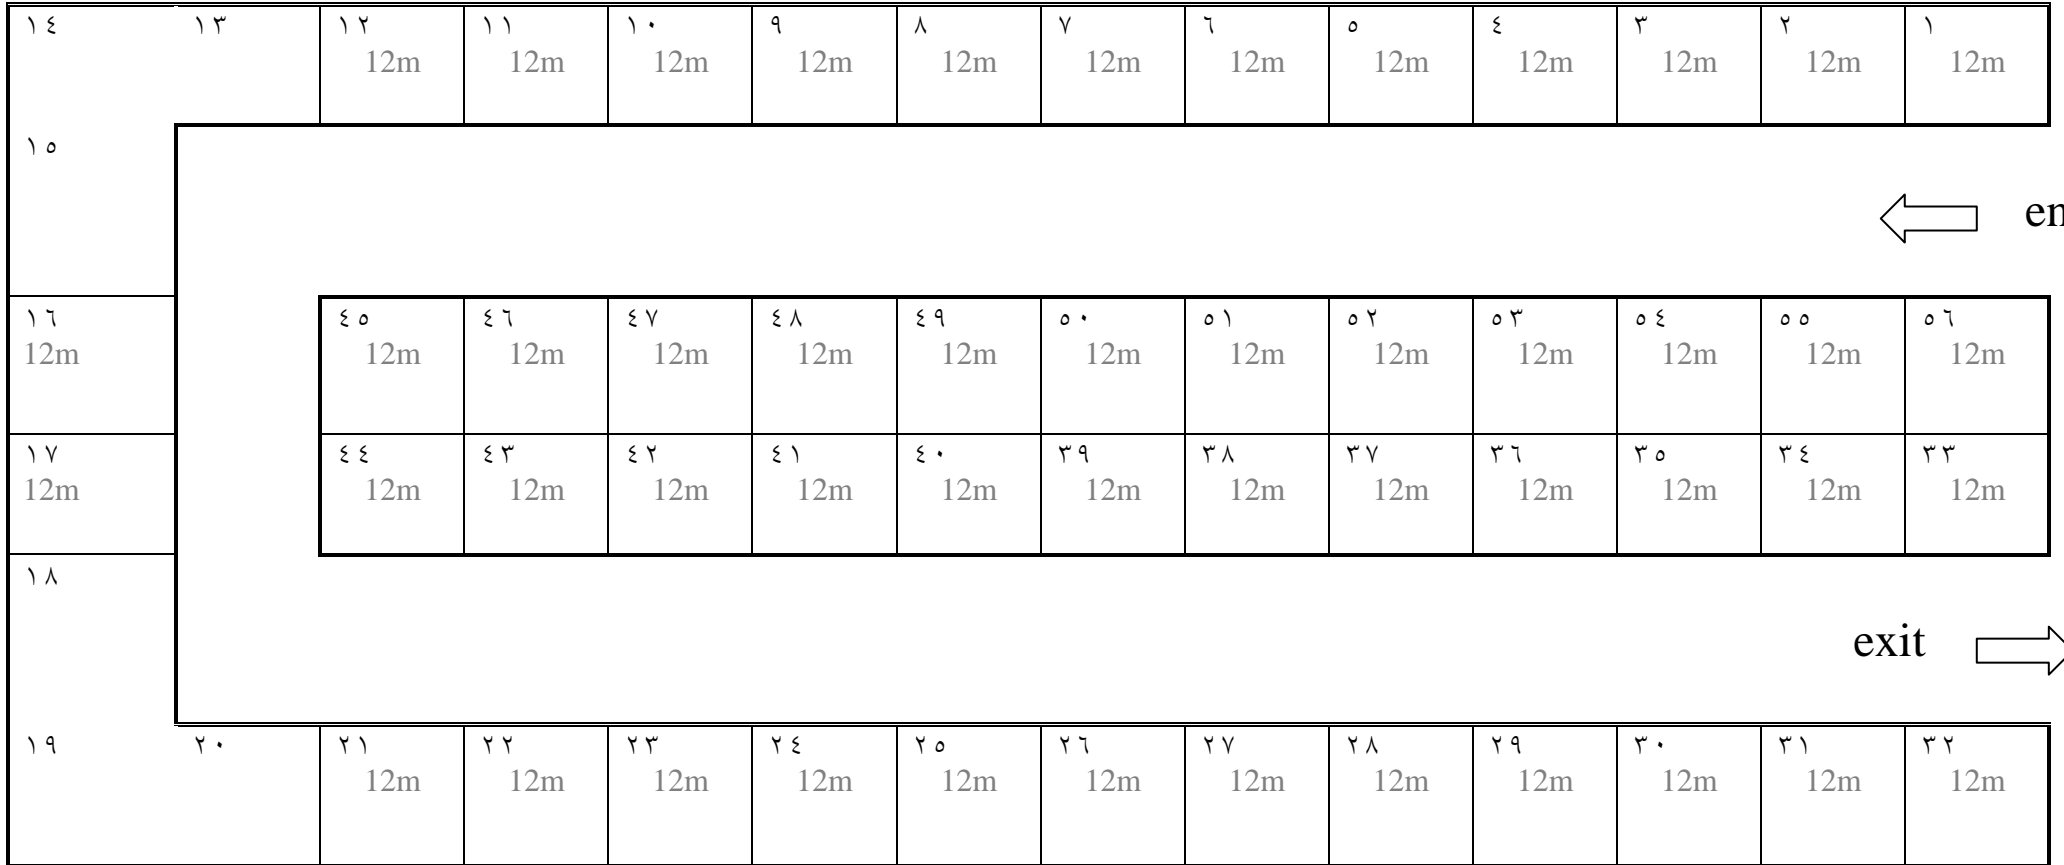 ١٤ ١٣ ١٢ ١١ ١٠ ٩ ٨ ٧ ٦ ٥ ٤ ٣ ٢ ١
12m 12m 12m 12m 12m 12m 12m 12m 12m 12m 12m 12m
١٥
en
١٦ ٤٥ ٤٦ ٤٧ ٤٨ ٤٩ ٥٠ ٥١ ٥٢ ٥٣ ٥٤ ٥٥ ٥٦
12m 12m 12m 12m 12m 12m 12m 12m 12m 12m 12m 12m 12m
١٧ ٤٤ ٤٣ ٤٢ ٤١ ٤٠ ٣٩ ٣٨ ٣٧ ٣٦ ٣٥ ٣٤ ٣٣
12m 12m 12m 12m 12m 12m 12m 12m 12m 12m 12m 12m 12m
١٨
exit
١٩ ٢٠ ٢١ ٢٢ ٢٣ ٢٤ ٢٥ ٢٦ ٢٧ ٢٨ ٢٩ ٣٠ ٣١ ٣٢
12m 12m 12m 12m 12m 12m 12m 12m 12m 12m 12m 12m